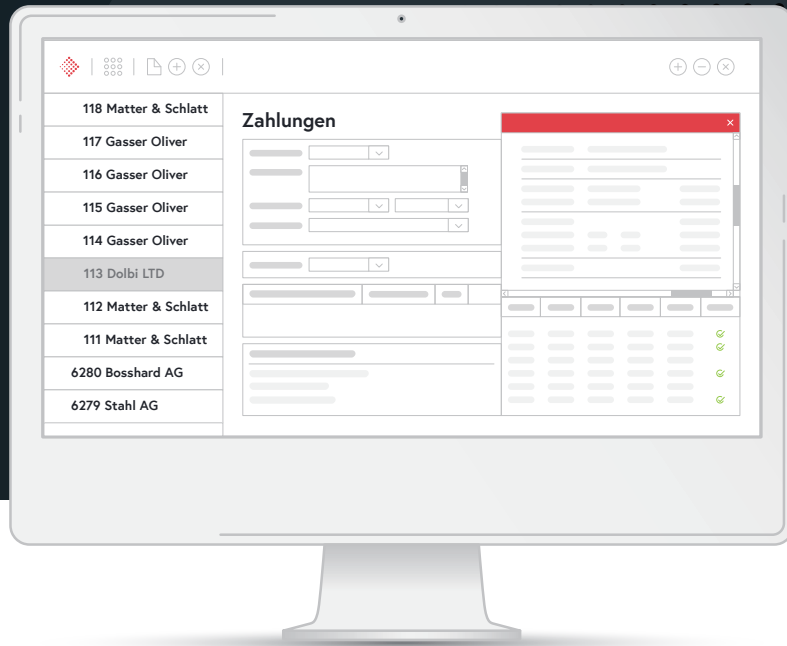 118 Matter & Schlatt
117 Gasser Oliver
116 Gasser Oliver
115 Gasser Oliver
114 Gasser Oliver
113 Dolbi LTD
112 Matter & Schlatt
111 Matter & Schlatt
6280 Bosshard AG
6279 Stahl AG
Zahlungen